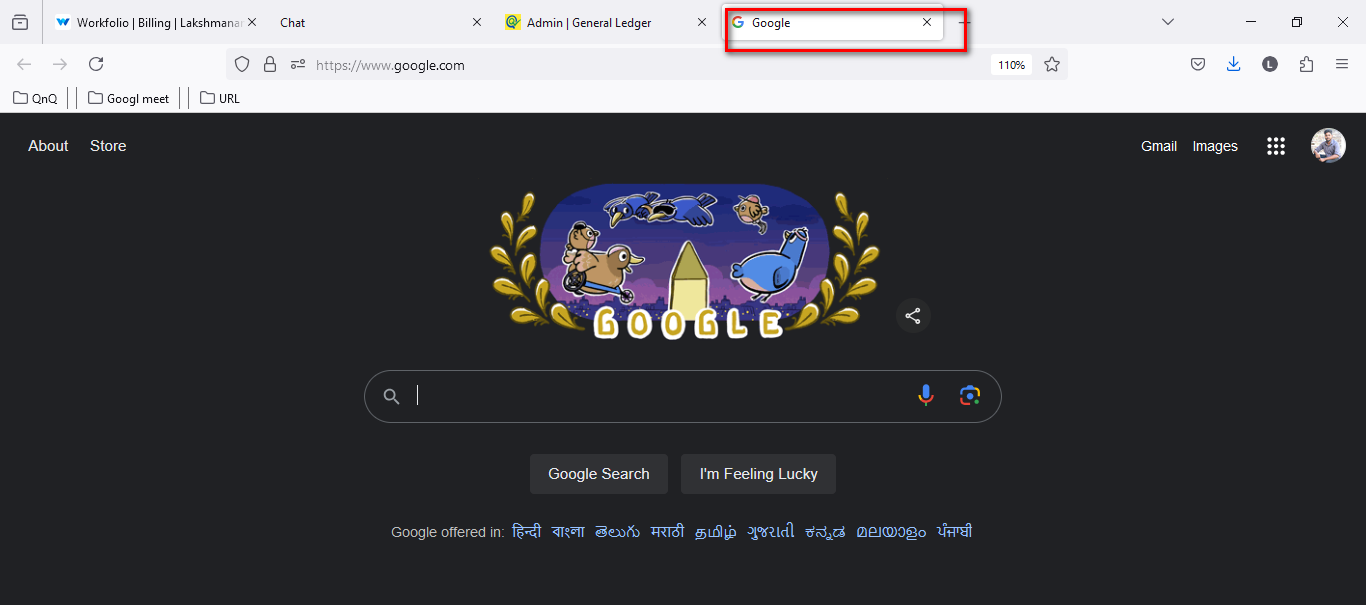 Workfolio | Billing | Lakshmanan Chat Admin | General Ledger Google
https://www.google.com 110% L
QnQ Googl meet URL
About Store Gmail Images
GOOGLE
Google Search I'm Feeling Lucky
Google offered in: हिन्दी বাংলা తెలుగు मराठी தமிழ் ગુજરાતી ಕನ್ನಡ മലയാളം ਪੰਜਾਬੀ